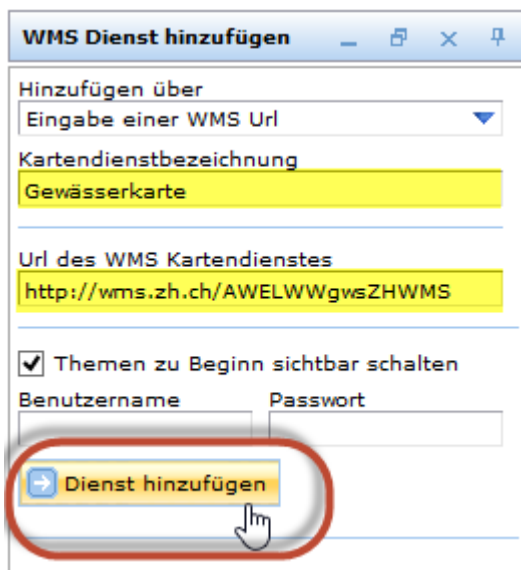 WMS Dienst hinzufügen
Hinzufügen über
Eingabe einer WMS Url
Kartendienstbezeichnung
Gewässerkarte
Url des WMS Kartendienstes
http://wms.zh.ch/AWELWWgwsZHWMS
Themen zu Beginn sichtbar schalten
Benutzername Passwort
Dienst hinzufügen